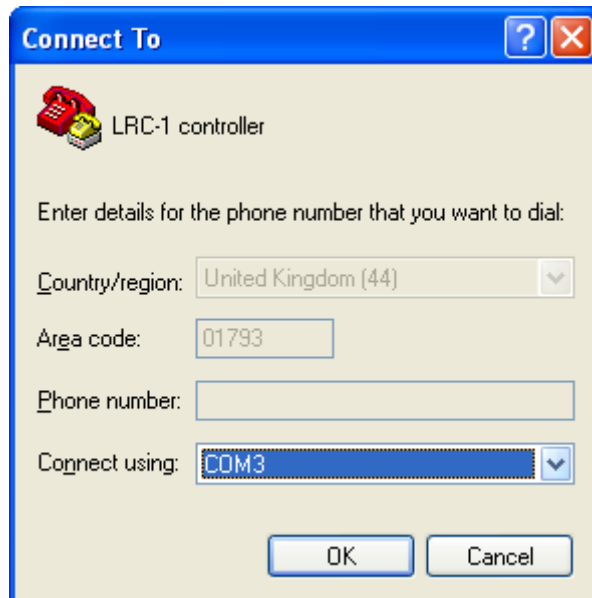 Connect To
LRC-1 controller
Enter details for the phone number that you want to dial:
Country/region: United Kingdom (44)
Area code: 01793
Phone number:
Connect using: COM3
OK Cancel